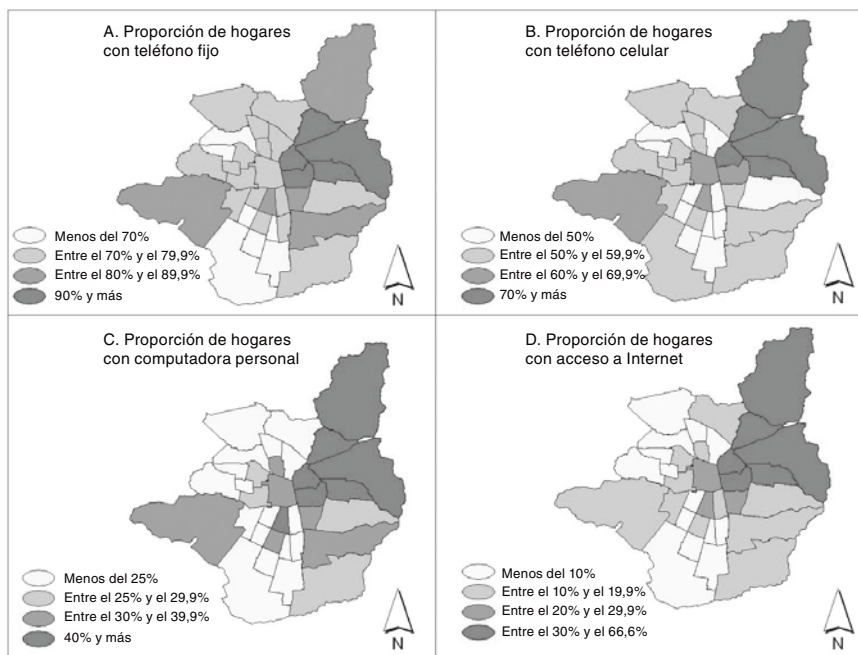 A. Proporción de hogares
con teléfono fijo
Menos del 70%
Entre el 70% y el 79,9%
Entre el 80% y el 89,9%
90% y más
N
B. Proporción de hogares
con teléfono celular
Menos del 50%
Entre el 50% y el 59,9%
Entre el 60% y el 69,9%
70% y más
N
C. Proporción de hogares
con computadora personal
Menos del 25%
Entre el 25% y el 29,9%
Entre el 30% y el 39,9%
40% y más
N
D. Proporción de hogares
con acceso a Internet
Menos del 10%
Entre el 10% y el 19,9%
Entre el 20% y el 29,9%
Entre el 30% y el 66,6%
N